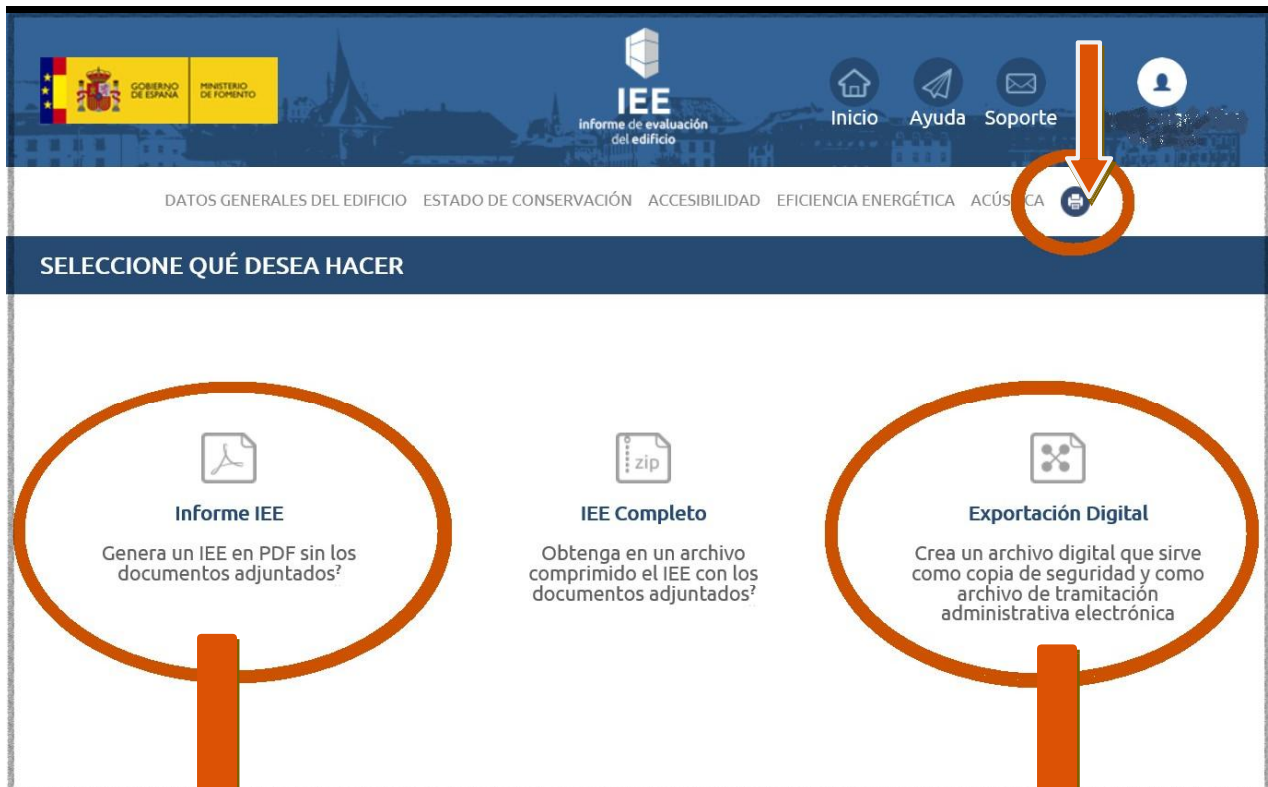 GOBIERNO
DE ESPAÑA
MINISTERIO
DE FOMENTO
IEE
informe de evaluación
del edificio
Inicio Ayuda Soporte
DATOS GENERALES DEL EDIFICIO ESTADO DE CONSERVACIÓN ACCESIBILIDAD EFICIENCIA ENERGÉTICA
SELECCIONE QUÉ DESEA HACER
zip
Informe IEE
Genera un IEE en PDF sin los
documentos adjuntados?
IEE Completo
Obtenga en un archivo
comprimido el IEE con los
documentos adjuntados?
Exportación Digital
Crea un archivo digital que sirve
como copia de seguridad y como
archivo de tramitación
administrativa electrónica